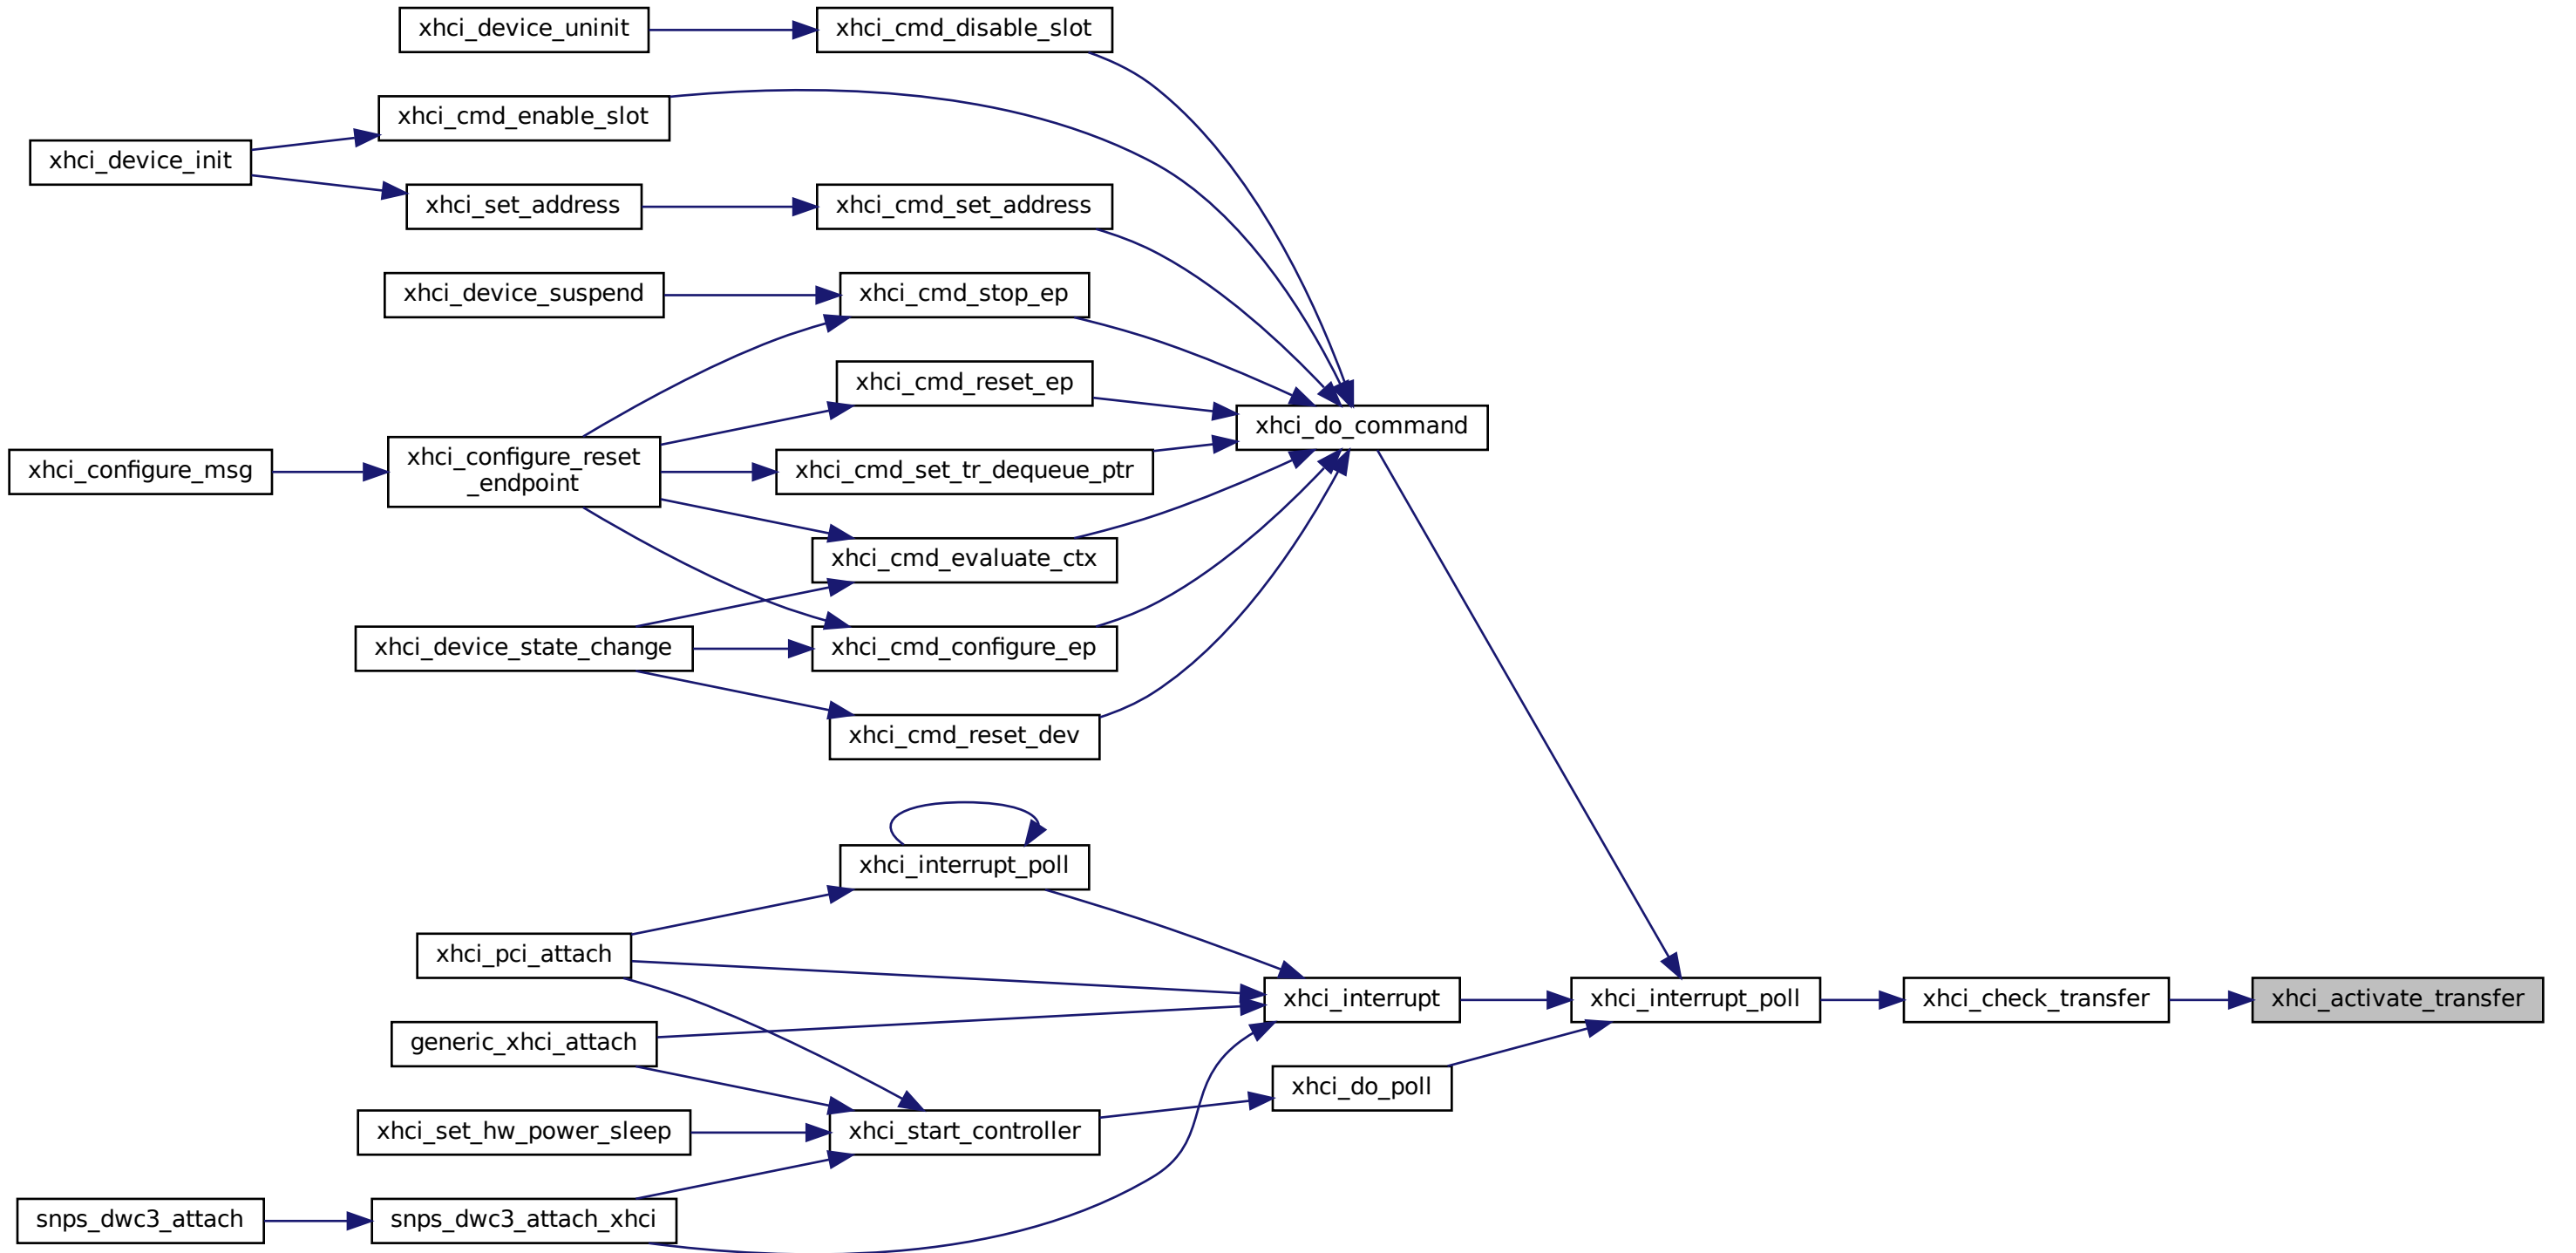 xhci_device_uninit
xhci_cmd_disable_slot
xhci_cmd_enable_slot
xhci_device_init
xhci_set_address
xhci_cmd_set_address
xhci_device_suspend
xhci_cmd_stop_ep
xhci_cmd_reset_ep
xhci_do_command
xhci_configure_msg
xhci_configure_reset
_endpoint
xhci_cmd_set_tr_dequeue_ptr
xhci_cmd_evaluate_ctx
xhci_device_state_change
xhci_cmd_configure_ep
xhci_cmd_reset_dev
xhci_interrupt_poll
xhci_pci_attach
xhci_interrupt
xhci_interrupt_poll
xhci_check_transfer
xhci_activate_transfer
generic_xhci_attach
xhci_do_poll
xhci_set_hw_power_sleep
xhci_start_controller
snps_dwc3_attach
snps_dwc3_attach_xhci